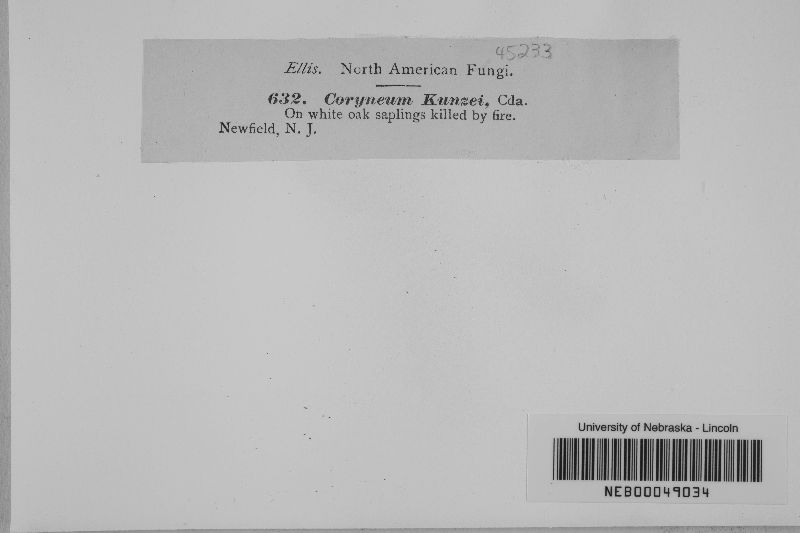 45233
Ellis. North American Fungi.
632. Coryneum Kunzei, Cda.
On white oak saplings killed by fire.
Newfield, N. J.
University of Nebraska - Lincoln
NEB00049034